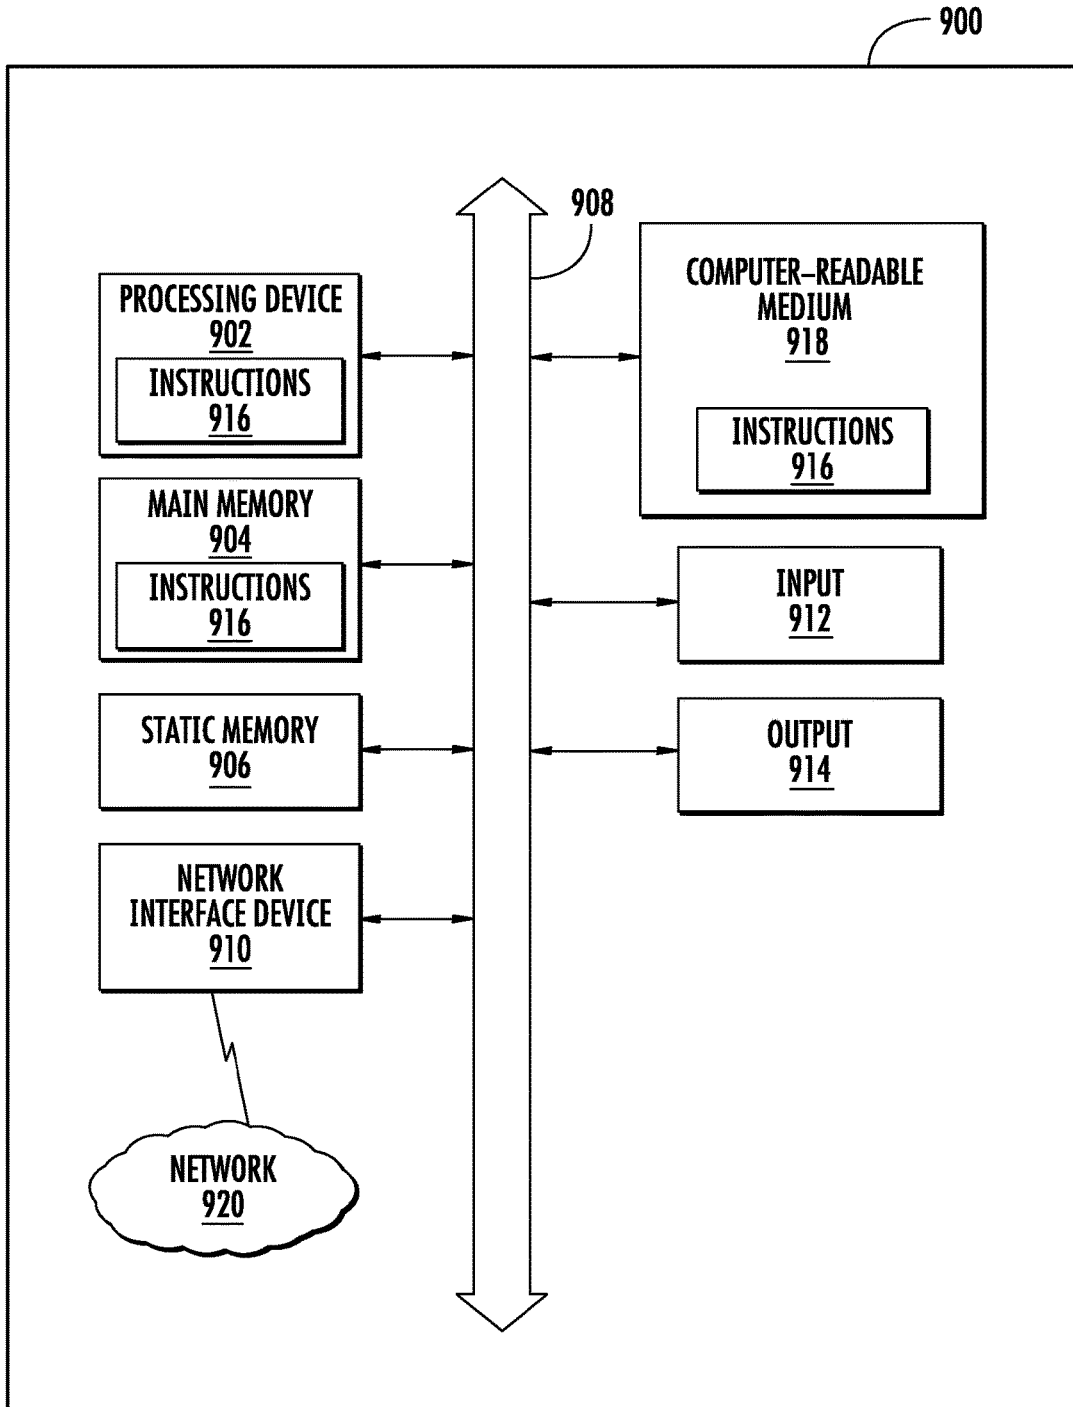 900
908
PROCESSING DEVICE
902
INSTRUCTIONS
916
MAIN MEMORY
904
INSTRUCTIONS
916
STATIC MEMORY
906
NETWORK
INTERFACE DEVICE
910
NETWORK
920
COMPUTER–READABLE
MEDIUM
918
INSTRUCTIONS
916
INPUT
912
OUTPUT
914